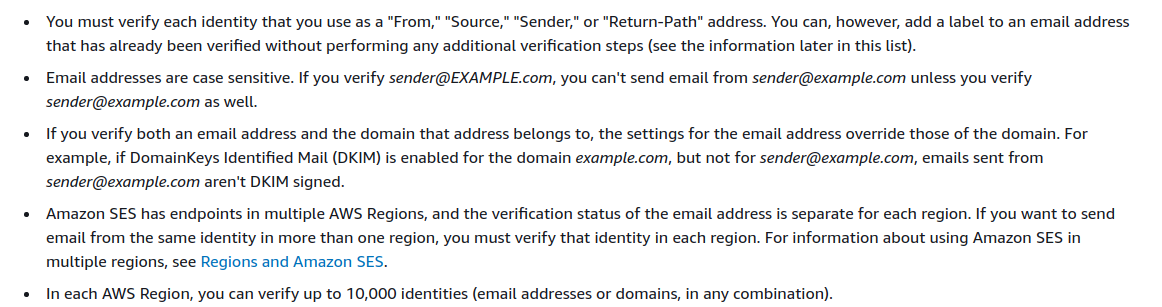 • You must verify each identity that you use as a "From," "Source," "Sender," or "Return-Path" address. You can, however, add a label to an email address
that has already been verified without performing any additional verification steps (see the information later in this list).
• Email addresses are case sensitive. If you verify sender@EXAMPLE.com, you can't send email from sender@example.com unless you verify
sender@example.com as well.
• If you verify both an email address and the domain that address belongs to, the settings for the email address override those of the domain. For
example, if DomainKeys Identified Mail (DKIM) is enabled for the domain example.com, but not for sender@example.com, emails sent from
sender@example.com aren't DKIM signed.
• Amazon SES has endpoints in multiple AWS Regions, and the verification status of the email address is separate for each region. If you want to send
email from the same identity in more than one region, you must verify that identity in each region. For information about using Amazon SES in
multiple regions, see Regions and Amazon SES.
• In each AWS Region, you can verify up to 10,000 identities (email addresses or domains, in any combination).